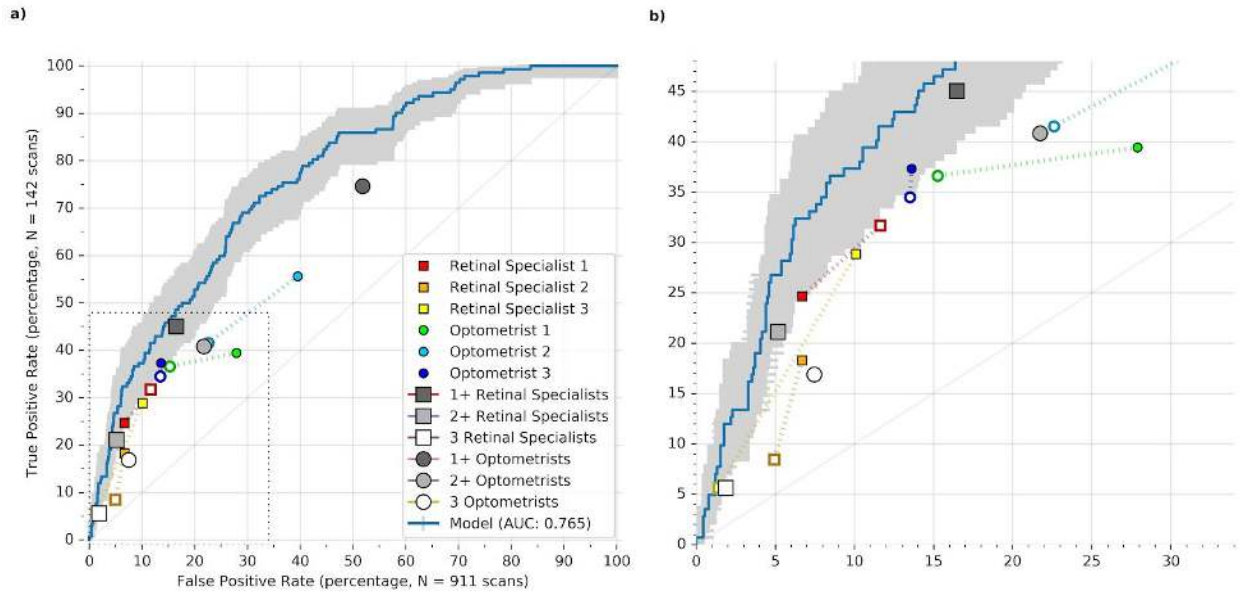 a)
b)
True Positive Rate (percentage, N = 142 scans)
100
90
80
70
60
50
40
30
20
10
0
0 10 20 30 40 50 60 70 80 90 100
False Positive Rate (percentage, N = 911 scans)
Retinal Specialist 1
Retinal Specialist 2
Retinal Specialist 3
Optometrist 1
Optometrist 2
Optometrist 3
1+ Retinal Specialists
2+ Retinal Specialists
3 Retinal Specialists
1+ Optometrists
2+ Optometrists
3 Optometrists
Model (AUC: 0.765)
45
40
35
30
25
20
15
10
5
0
0 5 10 15 20 25 30